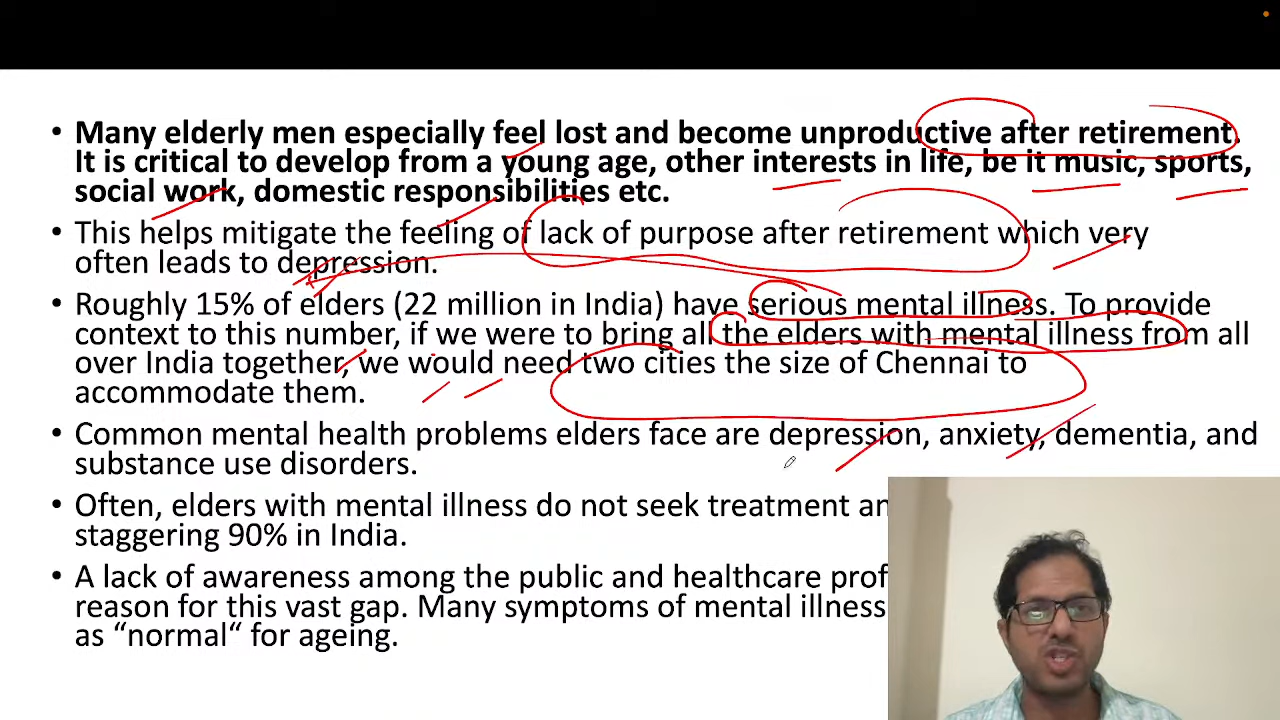 • Many elderly men especially feel lost and become unproductive after retirement.
It is critical to develop from a young age, other interests in life, be it music, sports,
social work, domestic responsibilities etc.
• This helps mitigate the feeling of lack of purpose after retirement which very
often leads to depression.
• Roughly 15% of elders (22 million in India) have serious mental illness. To provide
context to this number, if we were to bring all the elders with mental illness from all
over India together, we would need two cities the size of Chennai to
accommodate them.
• Common mental health problems elders face are depression, anxiety, dementia, and
substance use disorders.
• Often, elders with mental illness do not seek treatment an
staggering 90% in India.
• A lack of awareness among the public and healthcare prof
reason for this vast gap. Many symptoms of mental illness
as “normal“ for ageing.